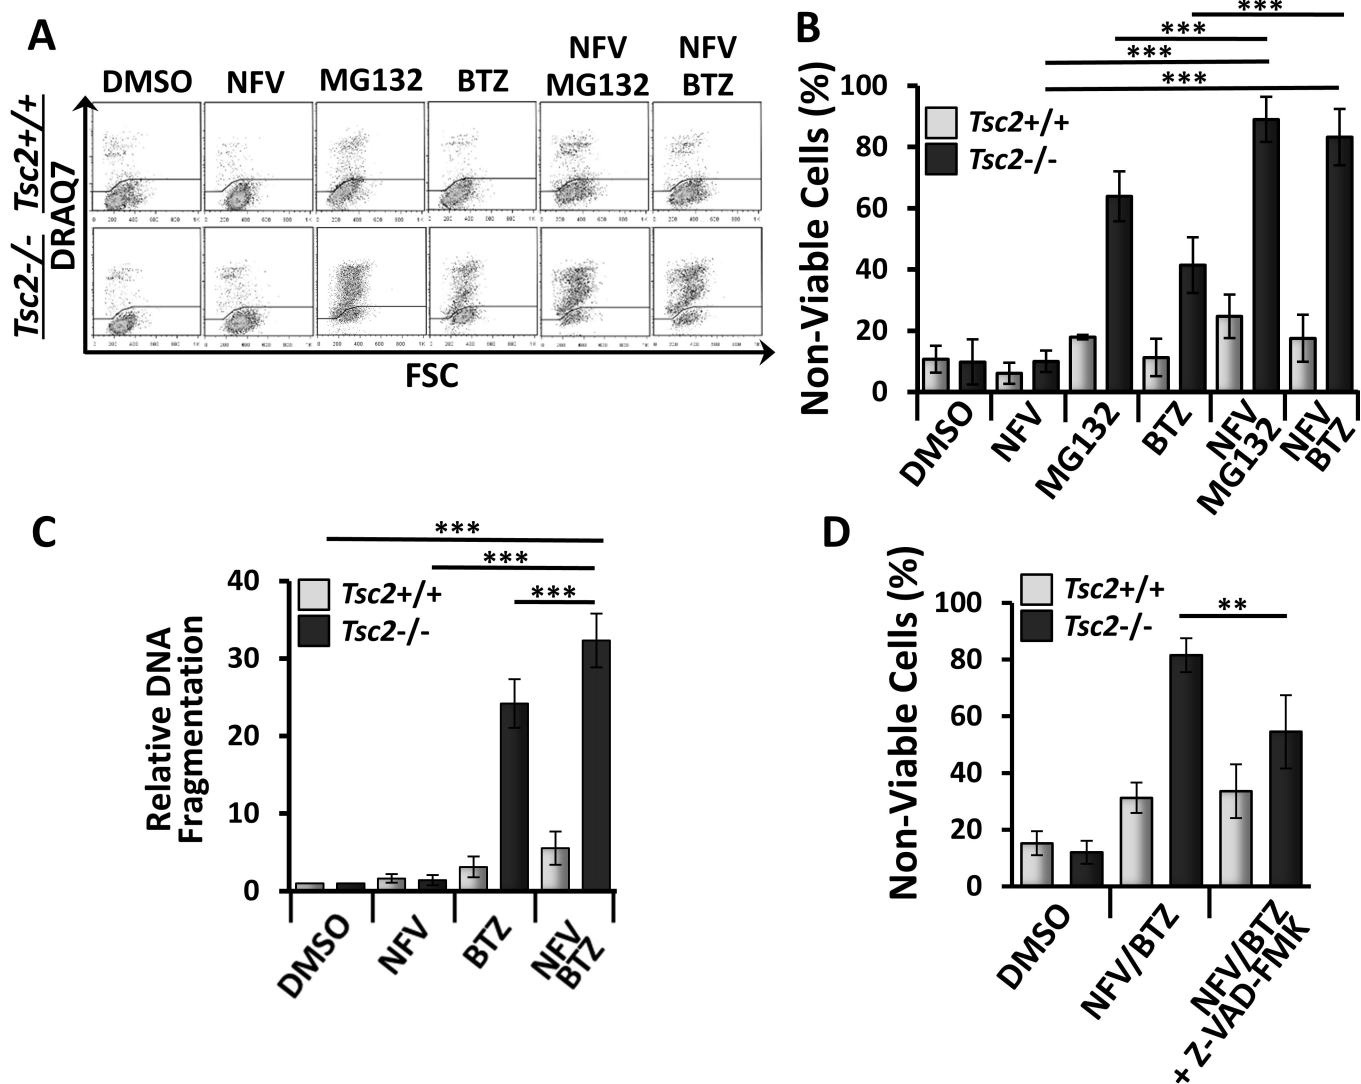 A
DMSO
NFV
MG132
BTZ
NFV
MG132
NFV
BTZ
Tsc2+/+
Tsc2-/-
DRAQ7
FSC
B
***
***
***
***
Non-Viable Cells (%)
100
80
60
40
20
0
Tsc2+/+
Tsc2-/-
DMSO
NFV
MG132
BTZ
NFV
MG132
NFV
BTZ
C
***
***
***
Relative DNA
Fragmentation
40
30
20
10
0
Tsc2+/+
Tsc2-/-
DMSO
NFV
BTZ
NFV
BTZ
D
**
Non-Viable Cells (%)
100
80
60
40
20
0
Tsc2+/+
Tsc2-/-
DMSO
NFV/BTZ
NFV/BTZ
+ Z-VAD-FMK